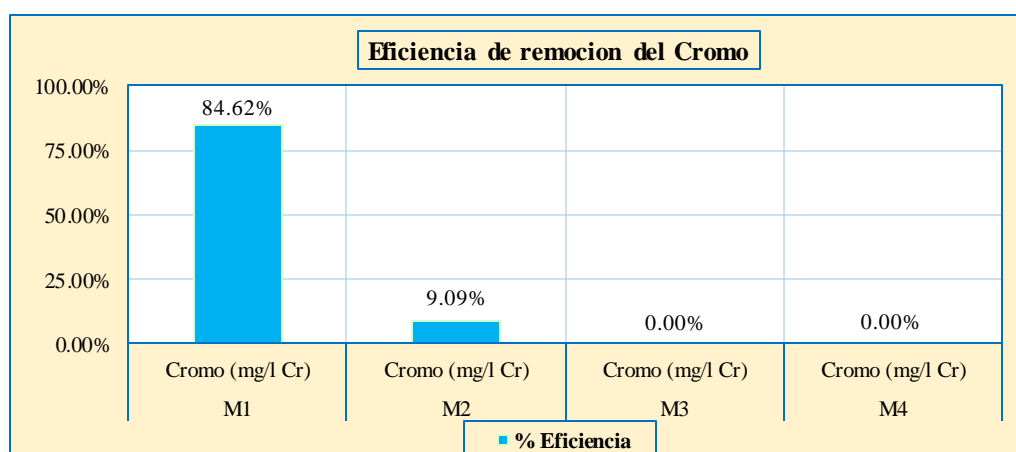 Eficiencia de remocion del Cromo
100.00%
75.00%
50.00%
25.00%
0.00%
84.62%
9.09%
0.00%
0.00%
Cromo (mg/l Cr) Cromo (mg/l Cr) Cromo (mg/l Cr) Cromo (mg/l Cr)
M1 M2 M3 M4
% Eficiencia